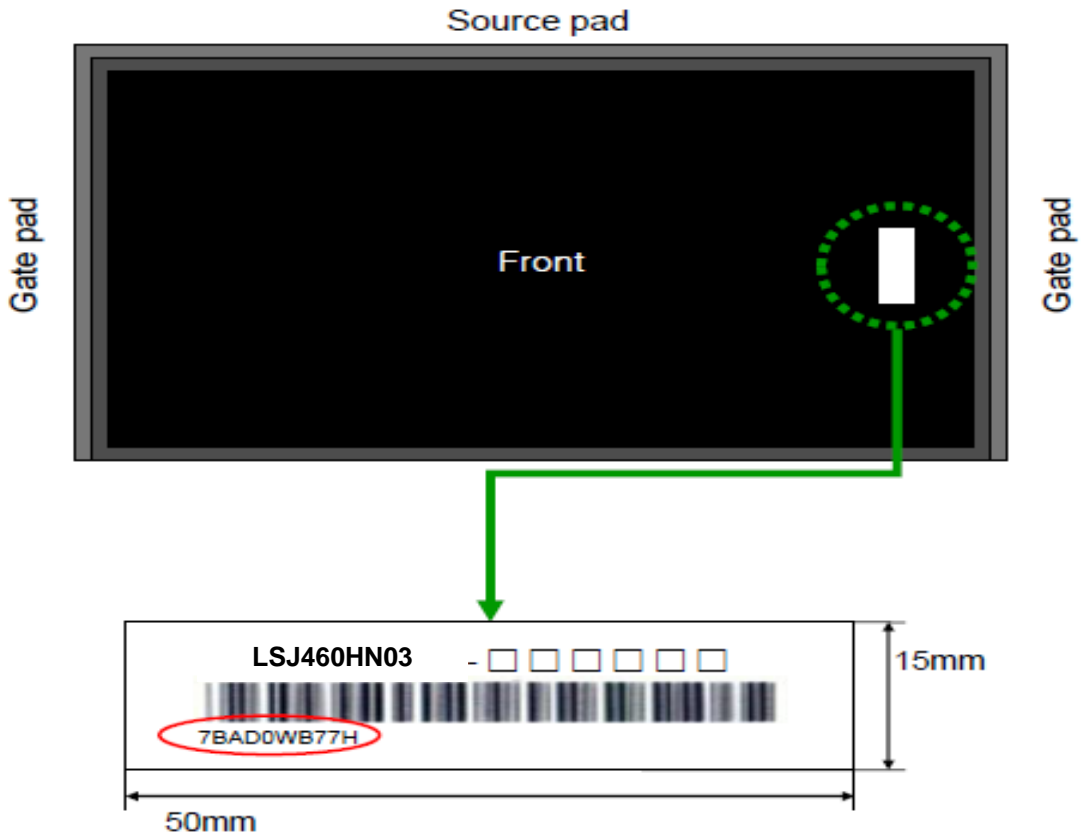 Source pad
Gate pad
Front
Gate pad
LSJ460HN03 -□□□□□□
7BAD0WB77H
15mm
50mm